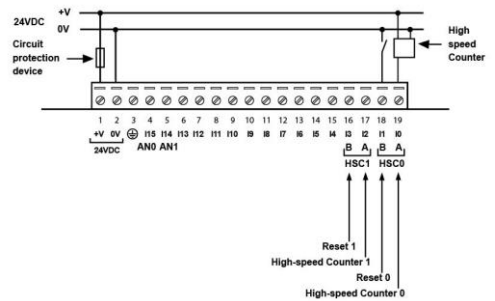 24VDC
+V
0V
Circuit
protection
device
High
speed
Counter
1 2 3 4 5 6 7 8 9 10 11 12 13 14 15 16 17 18 19
+V 0V I15 I14 I13 I12 I11 I10 I9 I8 I7 I6 I5 I4 I3 I2 I1 I0
24VDC
AN0 AN1
B A B A
HSC1 HSC0
Reset 1
High-speed Counter 1
Reset 0
High-speed Counter 0